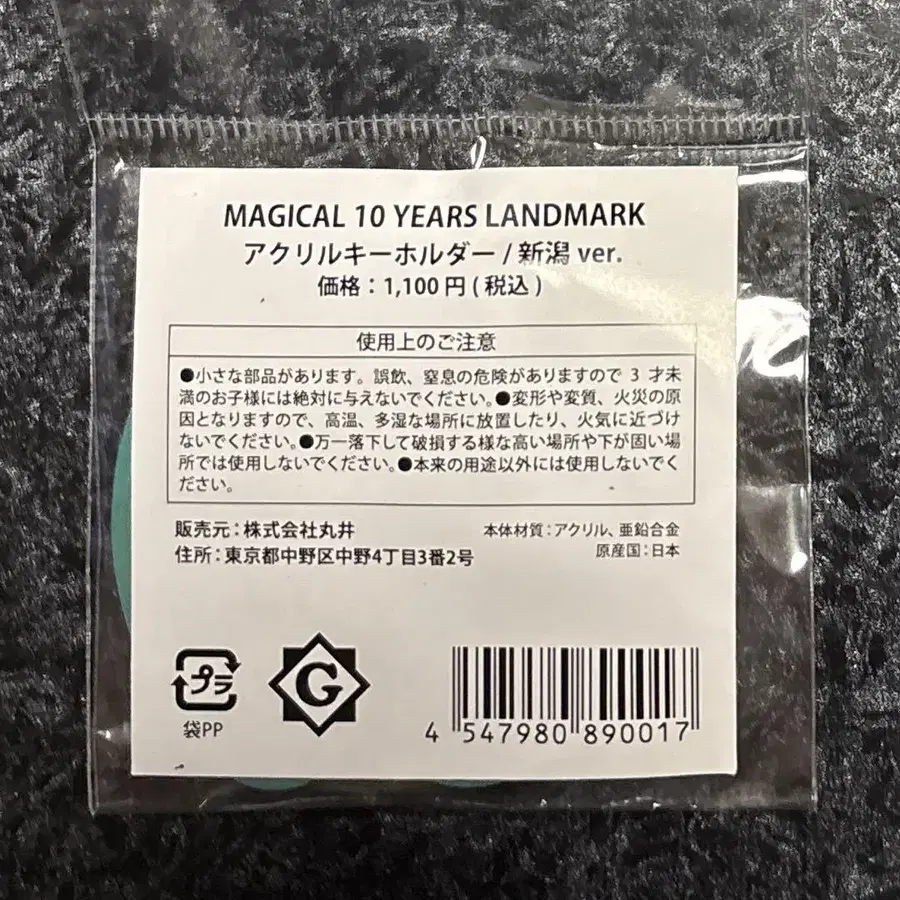 MAGICAL 10 YEARS LANDMARK
アクリルキーホルダー / 新潟 ver.
価格：1,100 円 ( 税込 )
使用上のご注意
●小さな部品があります。誤飲、窒息の危険がありますので 3 才未
満のお子様には絶対に与えないでください。●変形や変質、火災の原
因となりますので、高温、多湿な場所に放置したり、火気に近づけ
ないでください。●万一落下して破損する様な高い場所や下が固い場
所では使用しないでください。●本来の用途以外には使用しないでく
ださい。
販売元：株式会社丸井
住所：東京都中野区中野4丁目3番2号
本体材質：アクリル、亜鉛合金
原産国：日本
プラ
袋PP
G
4 547980 890017